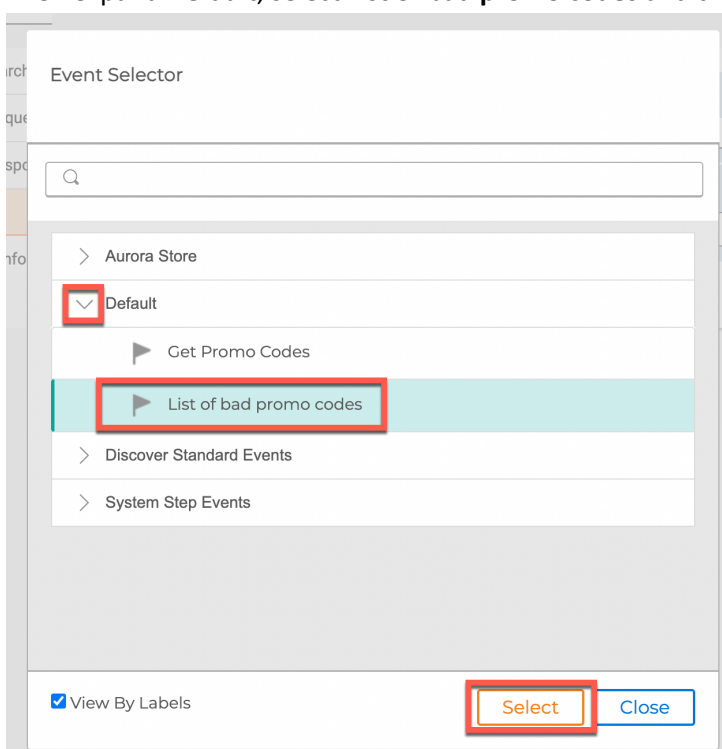 Event Selector
Aurora Store
Default
Get Promo Codes
List of bad promo codes
Discover Standard Events
System Step Events
View By Labels
Select Close